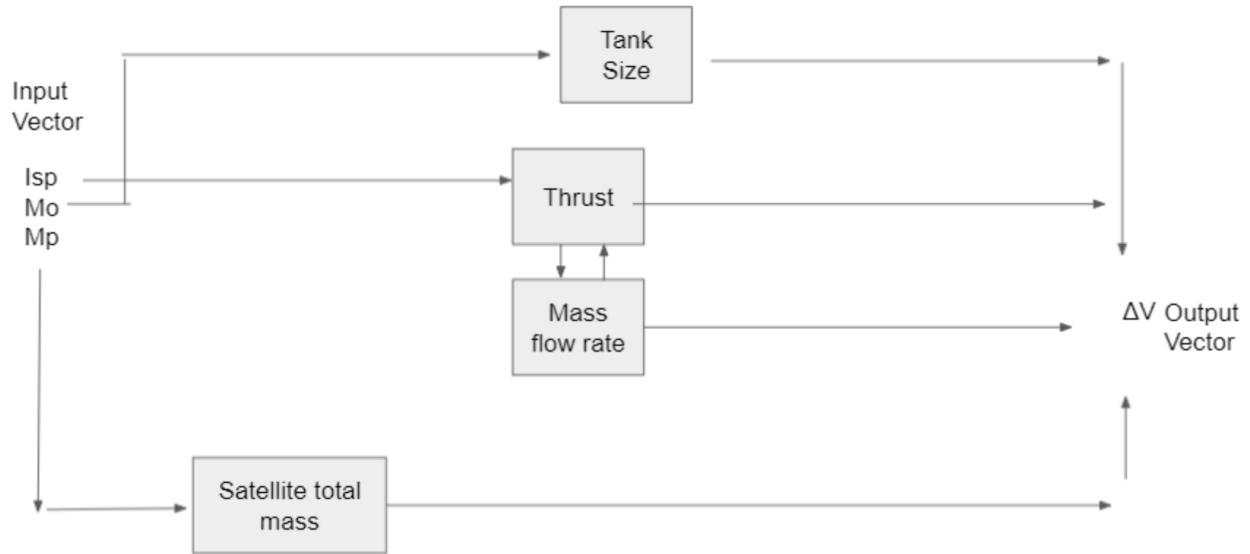 Tank
Size
Input
Vector
Isp
Mo
Mp
Thrust
Mass
flow rate
ΔV Output
Vector
Satellite total
mass